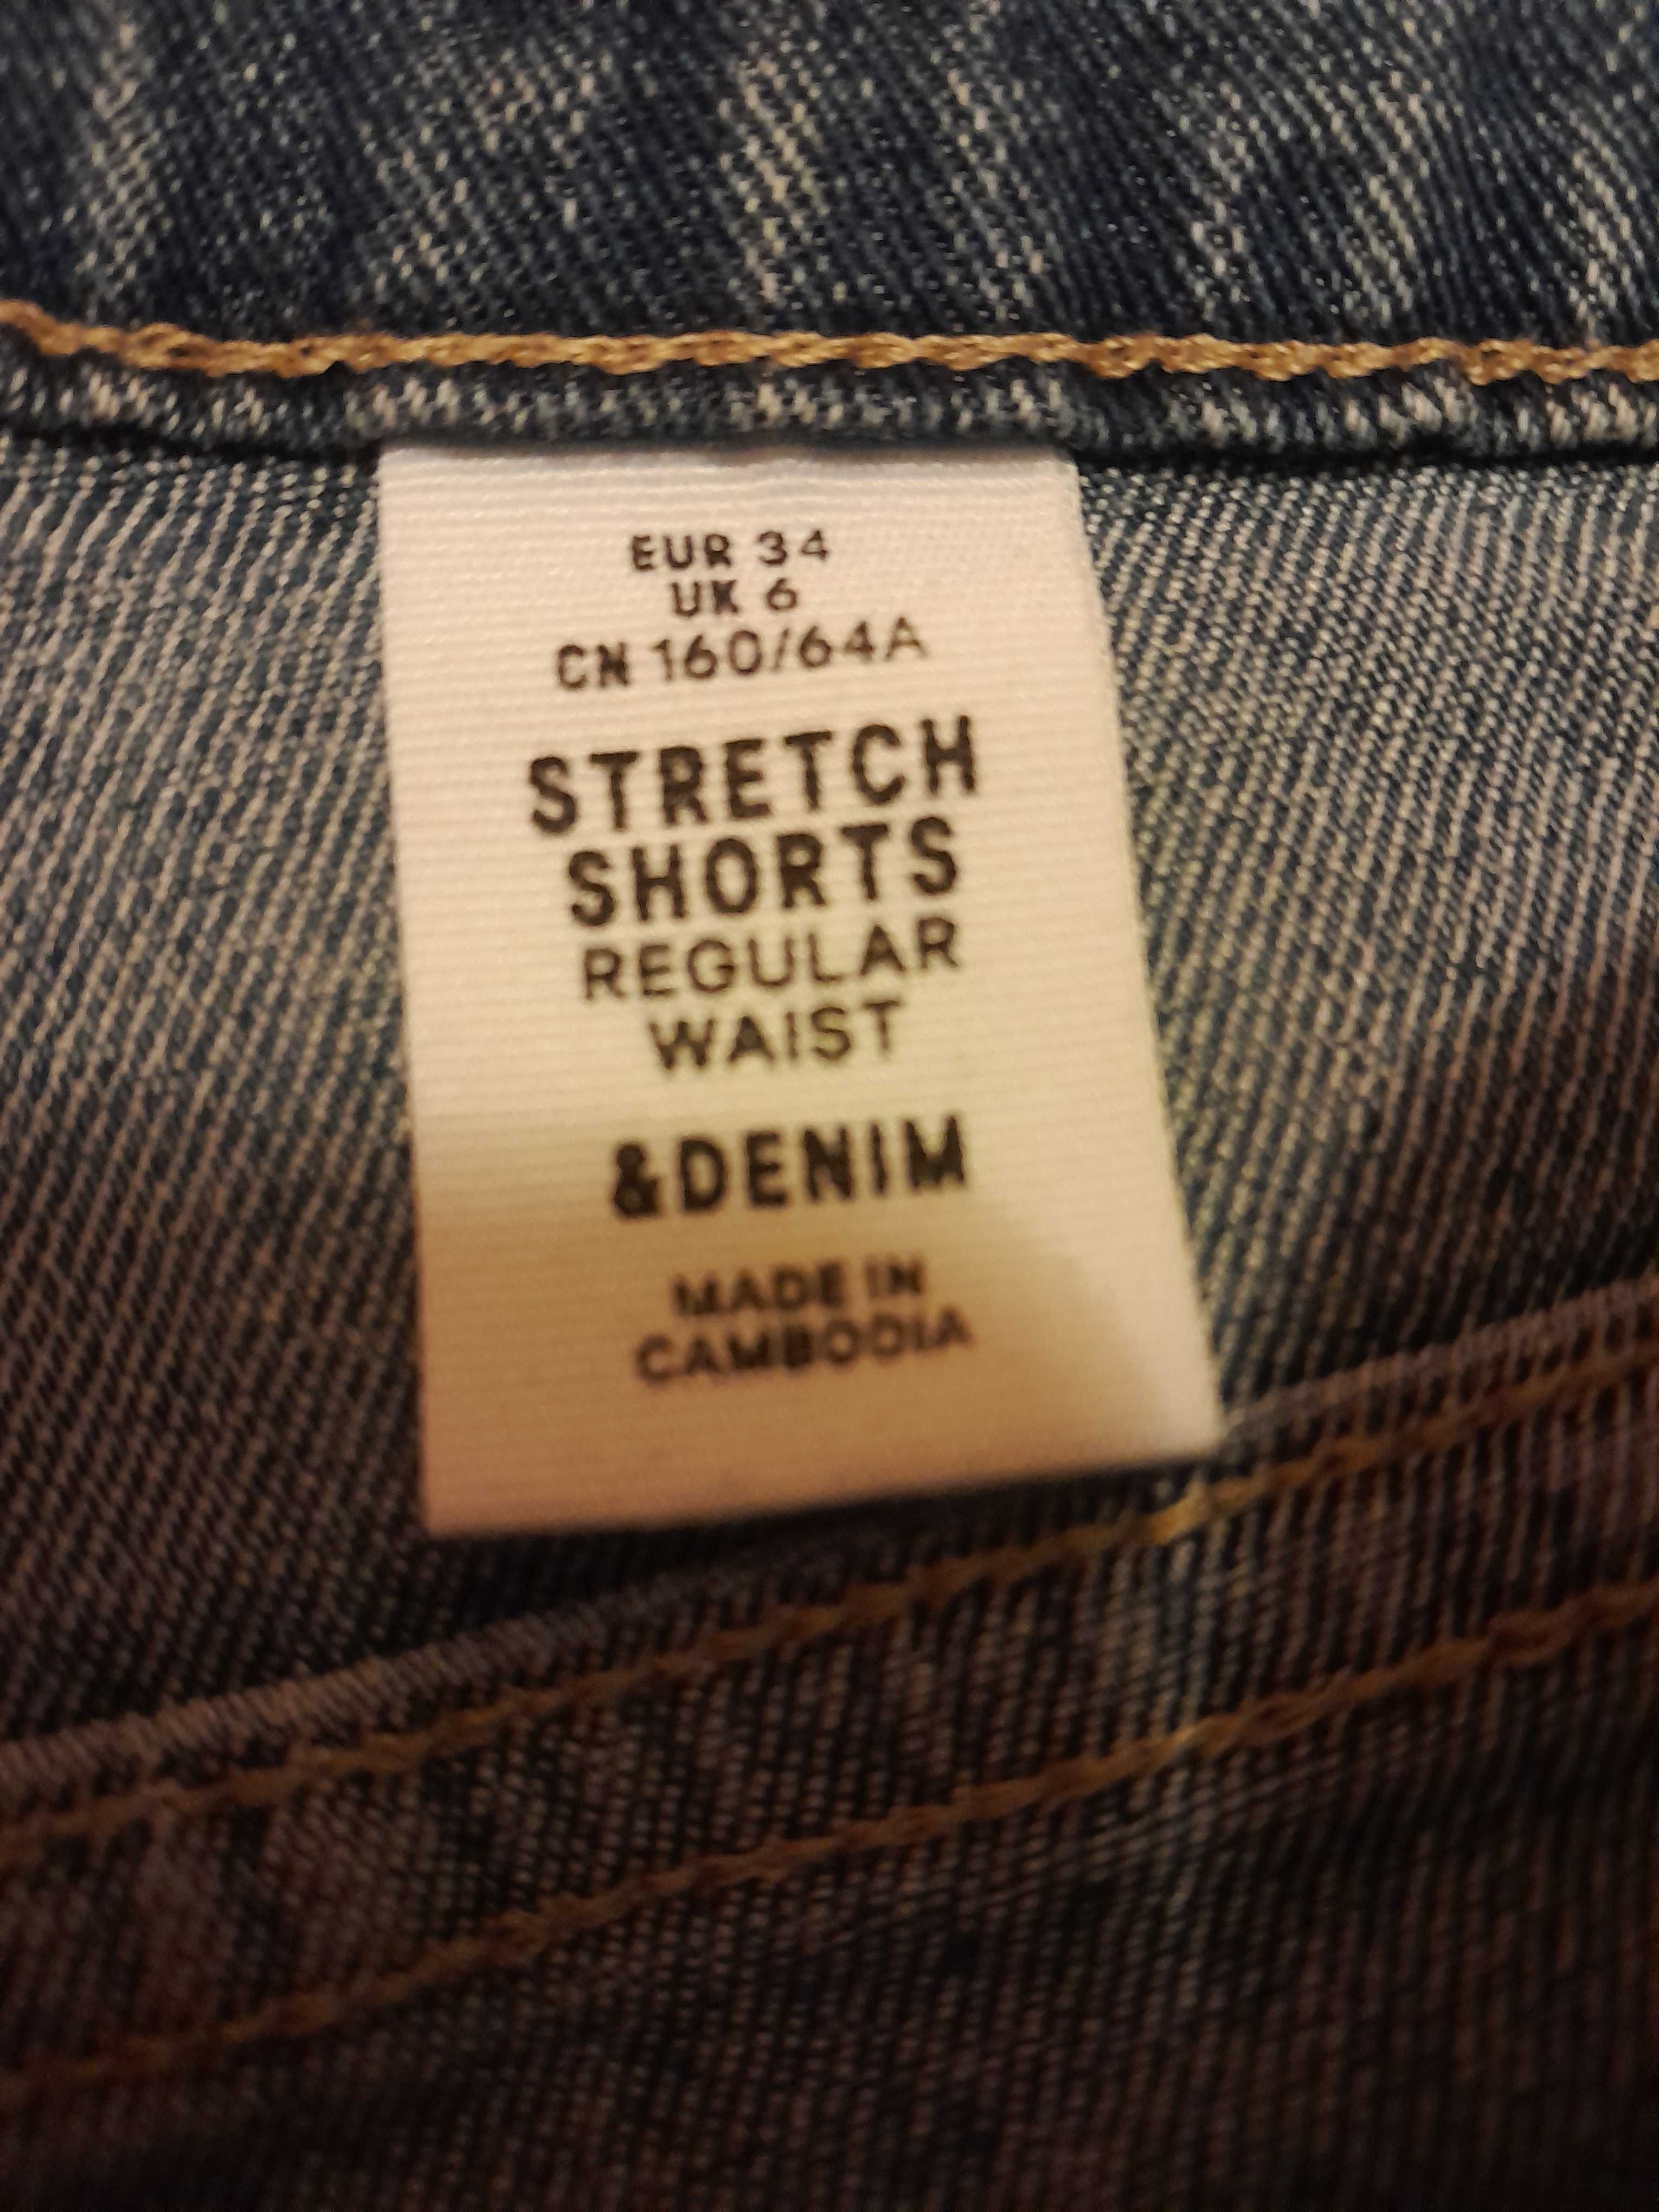 EUR 34
UK 6
CN 160/64A
STRETCH
SHORTS
REGULAR
WAIST
&DENIM
MADE IN
CAMBODIA